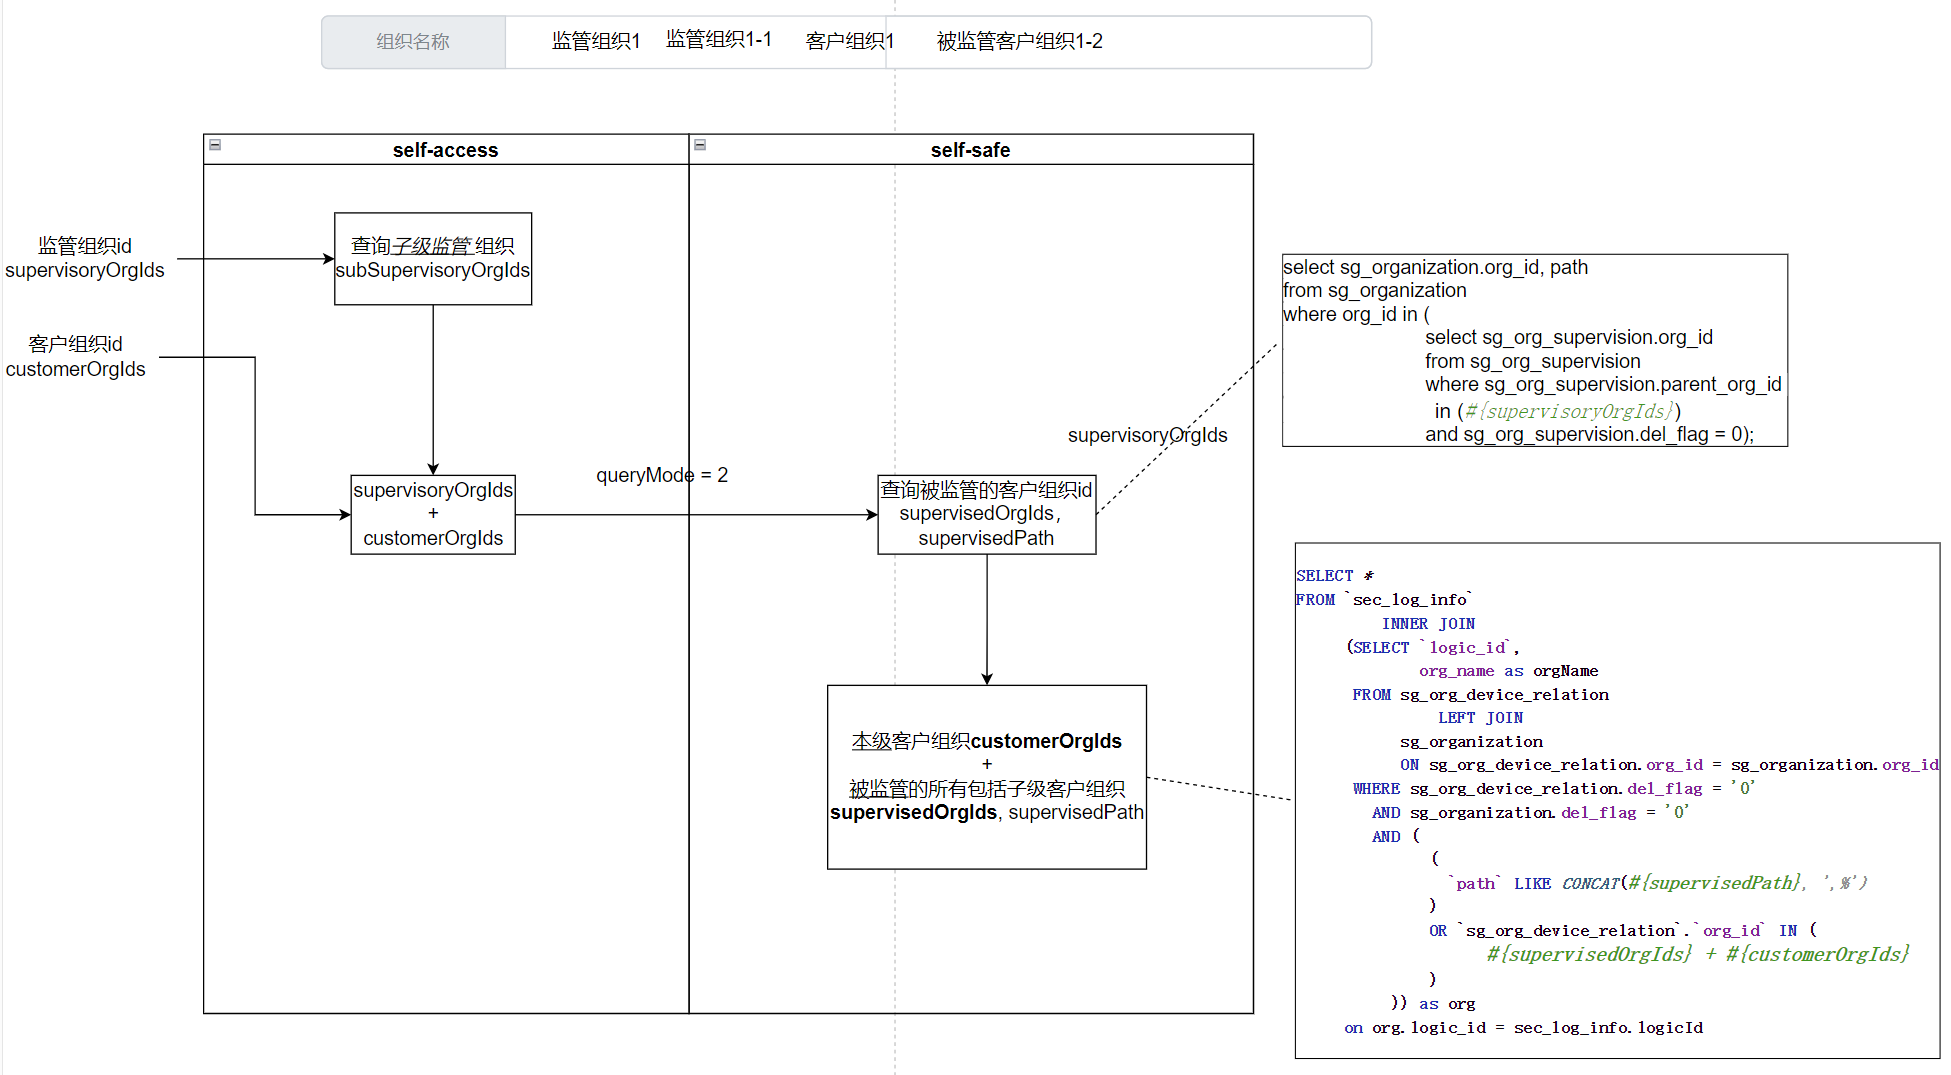 组织名称 监管组织1 监管组织1-1 客户组织1 被监管客户组织1-2
self-access
self-safe
监管组织id
supervisoryOrgIds
查询子级监管组织
subSupervisoryOrgIds
客户组织id
customerOrgIds
supervisoryOrgIds
+
customerOrgIds
queryMode = 2
查询被监管的客户组织id
supervisedOrgIds,
supervisedPath
supervisoryOrgIds
select sg_organization.org_id, path
from sg_organization
where org_id in (
select sg_org_supervision.org_id
from sg_org_supervision
where sg_org_supervision.parent_org_id
in (#{supervisoryOrgIds})
and sg_org_supervision.del_flag = 0);
本级客户组织customerOrgIds
+
被监管的所有包括子级客户组织
supervisedOrgIds, supervisedPath
SELECT *
FROM `sec_log_info`
INNER JOIN
(SELECT `logic_id`,
org_name as orgName
FROM sg_org_device_relation
LEFT JOIN
sg_organization
ON sg_org_device_relation.org_id = sg_organization.org_id
WHERE sg_org_device_relation.del_flag = '0'
AND sg_organization.del_flag = '0'
AND (
(
`path` LIKE CONCAT(#{supervisedPath}, ',%')
)
OR `sg_org_device_relation`.`org_id` IN (
#{supervisedOrgIds} + #{customerOrgIds}
)
)) as org
on org.logic_id = sec_log_info.logicId